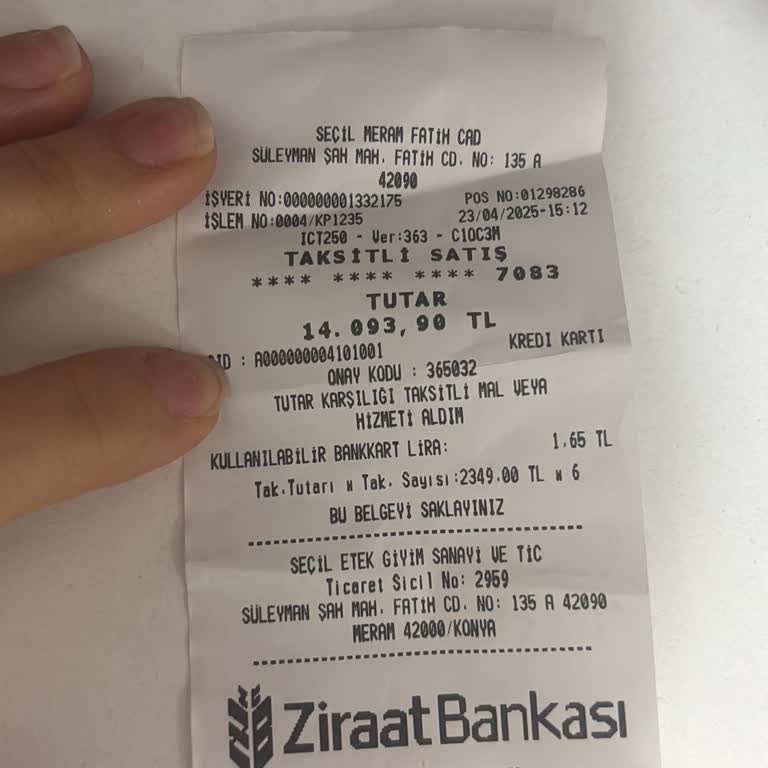 SEÇİL MERAM FATİH CAD
SÜLEYMAN ŞAH MAH. FATİH CD. NO: 135 A
42090
İŞYERİ NO:000000001332175 POS NO:01298286
İŞLEM NO:0004/KP1235 23/04/2025-15:12
ICT250 - Ver:363 - C10C3M
TAKSİTLİ SATIŞ
**** **** **** 7083
TUTAR
14.093,90 TL
KREDI KARTI
ID : A000000004101001
ONAY KODU : 365032
TUTAR KARŞILIĞI TAKSİTLİ MAL VEYA
HİZMETİ ALDIM
KULLANILABİLİR BANKKART LİRA: 1.65 TL
Tak.Tutarı x Tak. Sayısı:2349.00 TL x 6
BU BELGEYİ SAKLAYINIZ
SEÇİL ETEK GİYİM SANAYİ VE TİC
Ticaret Sicil No: 2959
SÜLEYMAN ŞAH MAH. FATİH CD. NO: 135 A 42090
MERAM 42000/KONYA
Ziraat Bankası